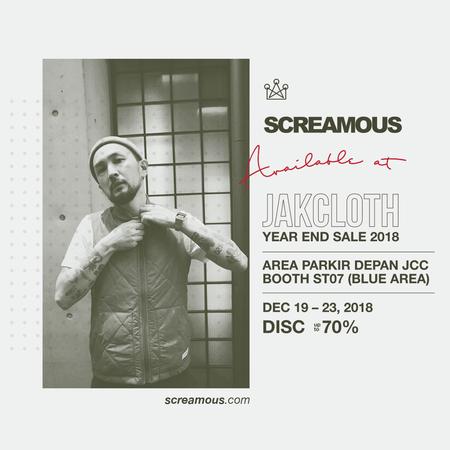 SCREAMOUS
Available at
JAKCLOTH
YEAR END SALE 2018
AREA PARKIR DEPAN JCC
BOOTH ST07 (BLUE AREA)
DEC 19 – 23, 2018
DISC up to 70%
screamous.com